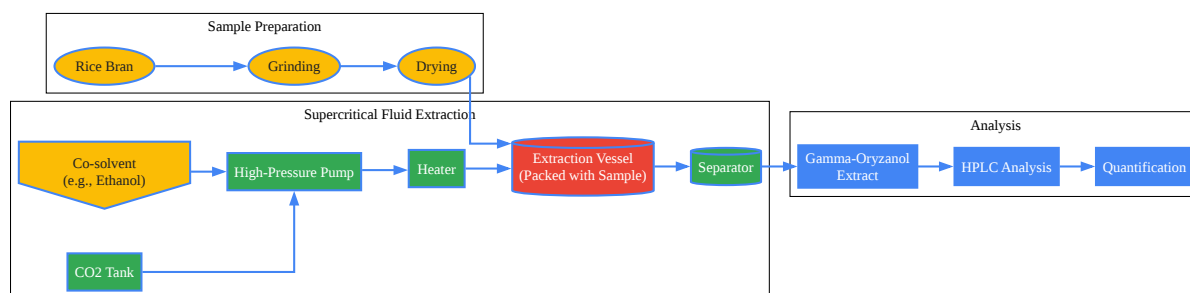 Sample Preparation
Rice Bran
Grinding
Drying
Supercritical Fluid Extraction
Co-solvent
(e.g., Ethanol)
High-Pressure Pump
Heater
Extraction Vessel
(Packed with Sample)
Separator
CO2 Tank
Analysis
Gamma-Oryzanol
Extract
HPLC Analysis
Quantification